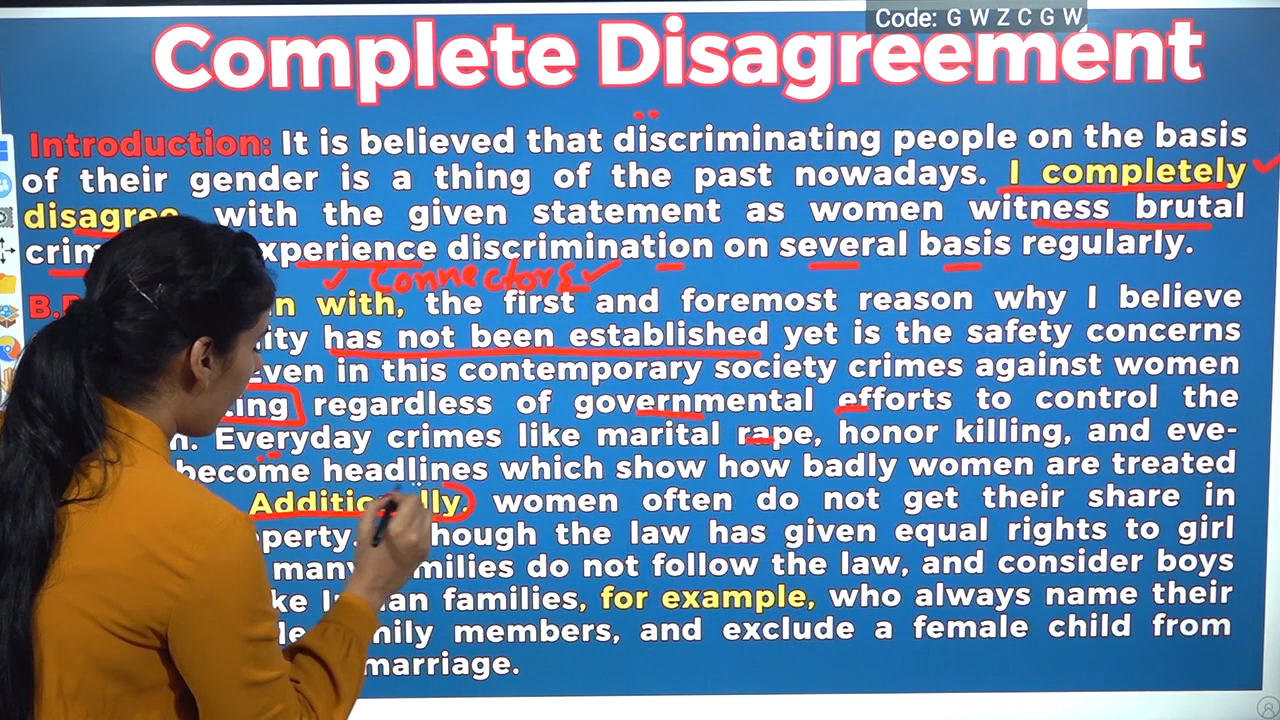 Code: G W Z C G W
Complete Disagreement
Introduction: It is believed that discriminating people on the basis
of their gender is a thing of the past nowadays. I completely
disagree with the given statement as women witness brutal
experience discrimination on several basis regularly.
Connectors
with, the first and foremost reason why I believe
has not been established yet is the safety concerns
Even in this contemporary society crimes against women
regardless of governmental efforts to control the
Everyday crimes like marital rape, honor killing, and eve-
become headlines which show how badly women are treated
Additionally, women often do not get their share in
the law has given equal rights to girl
many families do not follow the law, and consider boys
families, for example, who always name their
members, and exclude a female child from
marriage.